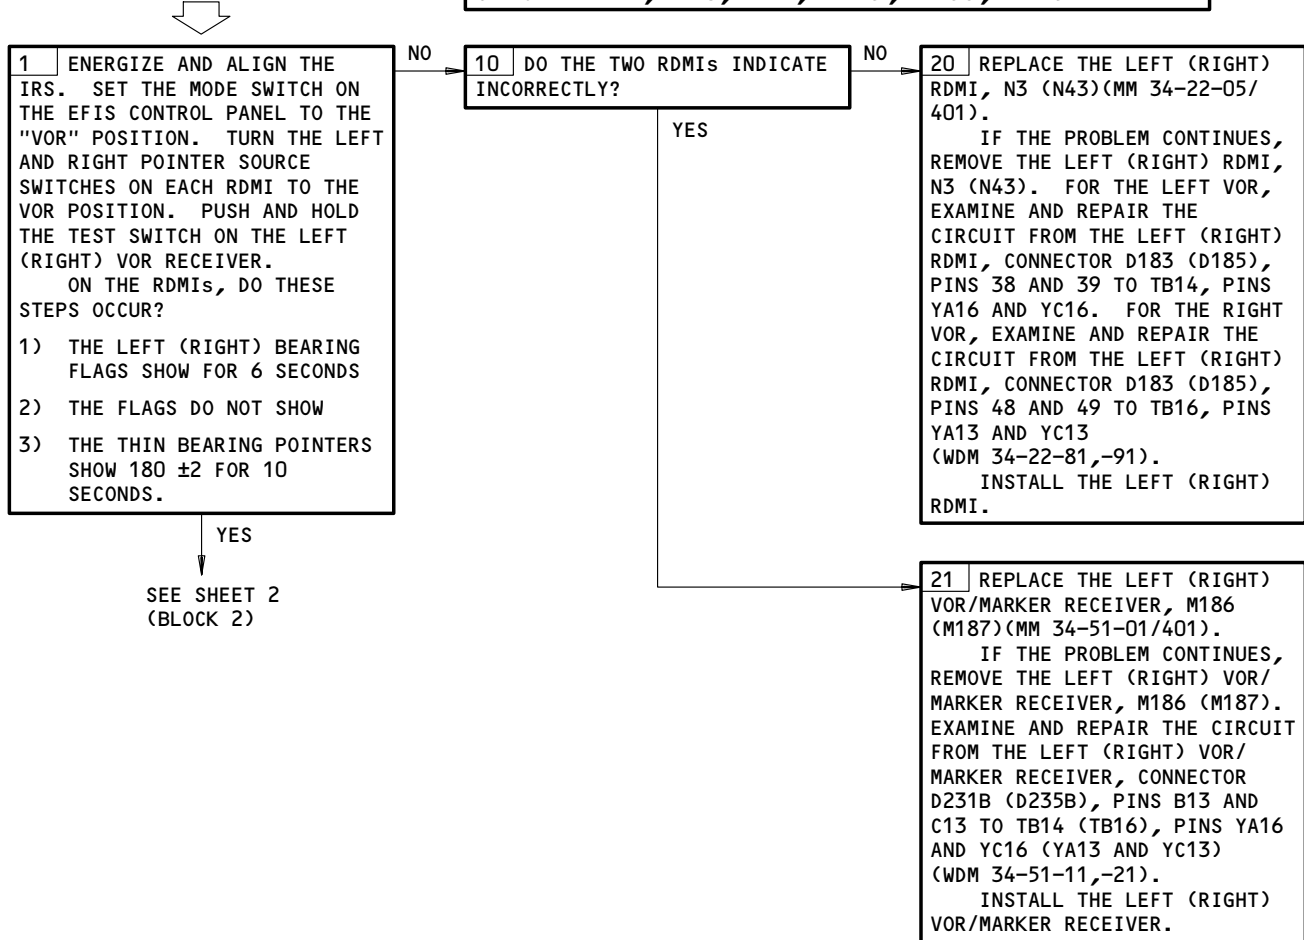 1 ENERGIZE AND ALIGN THE
IRS. SET THE MODE SWITCH ON
THE EFIS CONTROL PANEL TO THE
"VOR" POSITION. TURN THE LEFT
AND RIGHT POINTER SOURCE
SWITCHES ON EACH RDMI TO THE
VOR POSITION. PUSH AND HOLD
THE TEST SWITCH ON THE LEFT
(RIGHT) VOR RECEIVER.
ON THE RDMIs, DO THESE
STEPS OCCUR?
1) THE LEFT (RIGHT) BEARING
FLAGS SHOW FOR 6 SECONDS
2) THE FLAGS DO NOT SHOW
3) THE THIN BEARING POINTERS
SHOW 180 ±2 FOR 10
SECONDS.
YES
SEE SHEET 2
(BLOCK 2)
NO
10 DO THE TWO RDMIs INDICATE
INCORRECTLY?
YES
NO
20 REPLACE THE LEFT (RIGHT)
RDMI, N3 (N43)(MM 34-22-05/
401).
IF THE PROBLEM CONTINUES,
REMOVE THE LEFT (RIGHT) RDMI,
N3 (N43). FOR THE LEFT VOR,
EXAMINE AND REPAIR THE
CIRCUIT FROM THE LEFT (RIGHT)
RDMI, CONNECTOR D183 (D185),
PINS 38 AND 39 TO TB14, PINS
YA16 AND YC16. FOR THE RIGHT
VOR, EXAMINE AND REPAIR THE
CIRCUIT FROM THE LEFT (RIGHT)
RDMI, CONNECTOR D183 (D185),
PINS 48 AND 49 TO TB16, PINS
YA13 AND YC13
(WDM 34-22-81,-91).
INSTALL THE LEFT (RIGHT)
RDMI.
21 REPLACE THE LEFT (RIGHT)
VOR/MARKER RECEIVER, M186
(M187)(MM 34-51-01/401).
IF THE PROBLEM CONTINUES,
REMOVE THE LEFT (RIGHT) VOR/
MARKER RECEIVER, M186 (M187).
EXAMINE AND REPAIR THE CIRCUIT
FROM THE LEFT (RIGHT) VOR/
MARKER RECEIVER, CONNECTOR
D231B (D235B), PINS B13 AND
C13 TO TB14 (TB16), PINS YA16
AND YC16 (YA13 AND YC13)
(WDM 34-51-11,-21).
INSTALL THE LEFT (RIGHT)
VOR/MARKER RECEIVER.